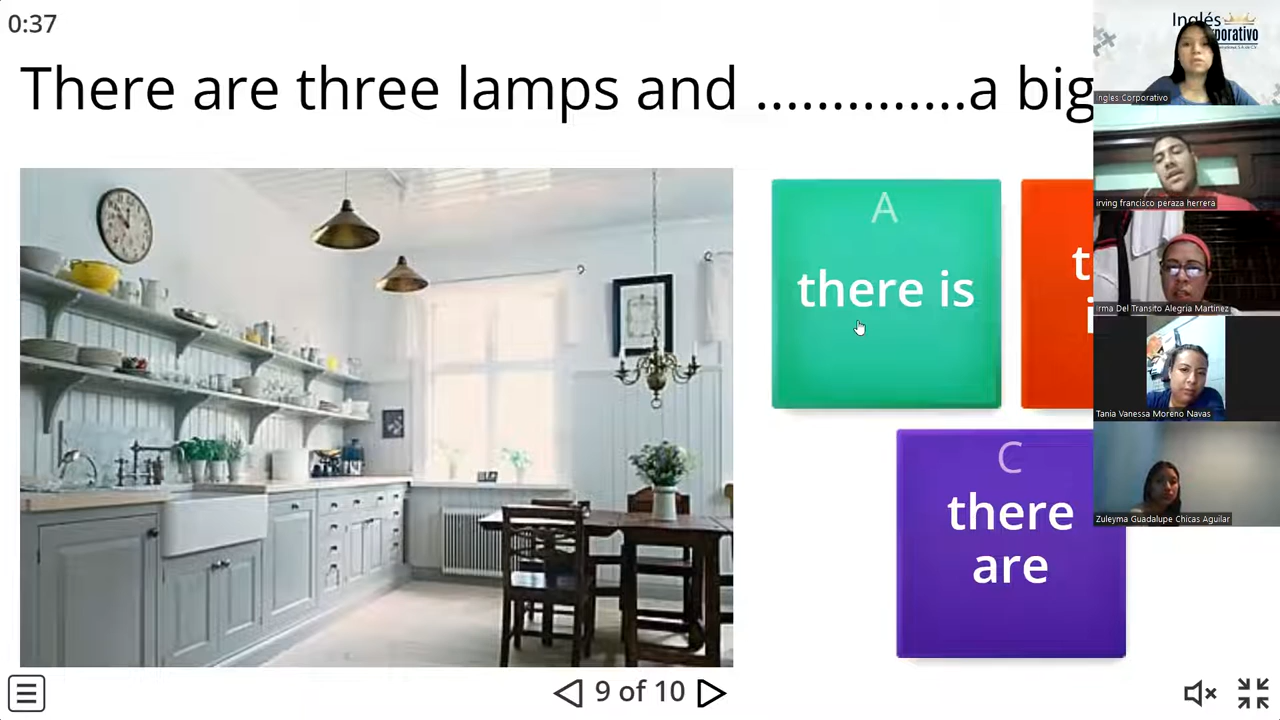 0:37
There are three lamps and ..............a big
A
there is
C
there
are
9 of 10
Inglés
Ingles Corporativo
irving francisco peraza herrera
Irma Del Transito Alegria Martinez
Tania Vanessa Moreno Navas
Zuleyma Guadalupe Chicas Aguilar